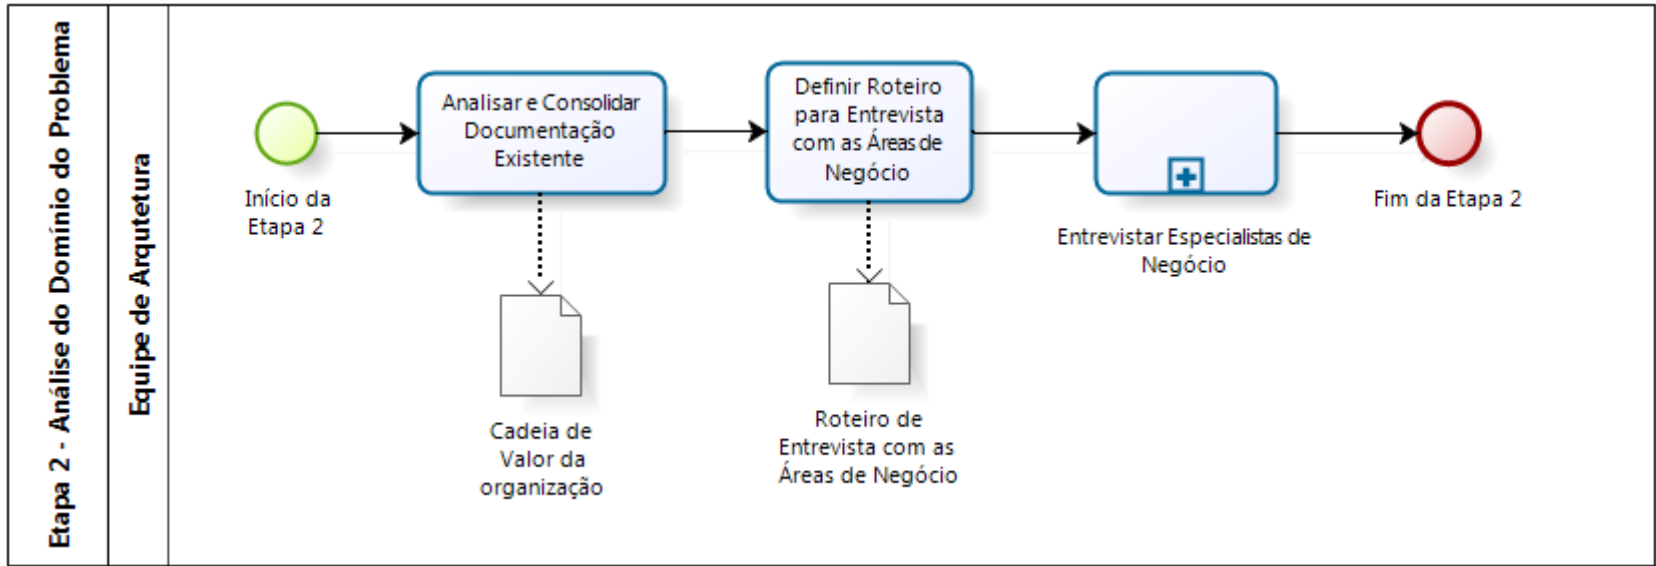 Etapa 2 - Análise do Domínio do Problema
Equipe de Arqutetura
Início da
Etapa 2
Analisar e Consolidar
Documentação
Existente
Cadeia de
Valor da
organização
Definir Roteiro
para Entrevista
com as Áreas de
Negócio
Roteiro de
Entrevista com as
Áreas de Negócio
Entrevistar Especialistas de
Negócio
Fim da Etapa 2